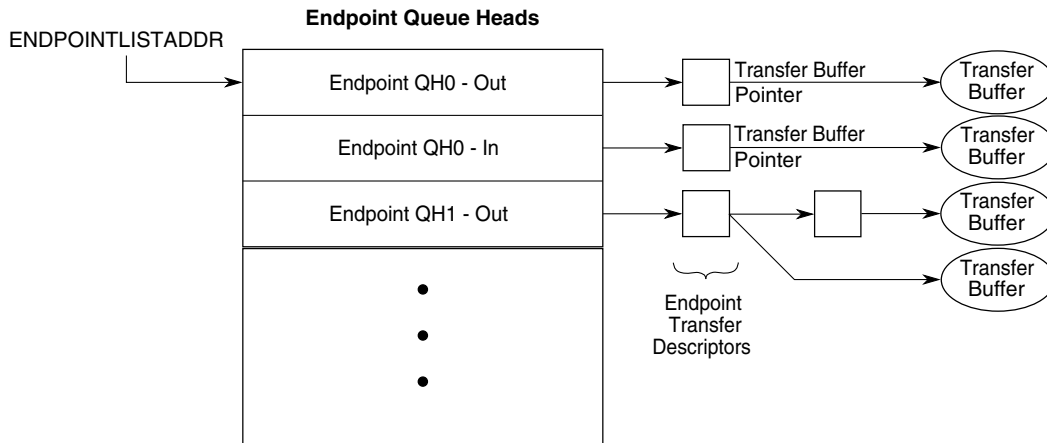 Endpoint Queue Heads
ENDPOINTLISTADDR
Endpoint QH0 - Out
Transfer Buffer
Pointer
Transfer
Buffer
Endpoint QH0 - In
Transfer Buffer
Pointer
Transfer
Buffer
Endpoint QH1 - Out
Transfer
Buffer
Transfer
Buffer
Endpoint
Transfer
Descriptors